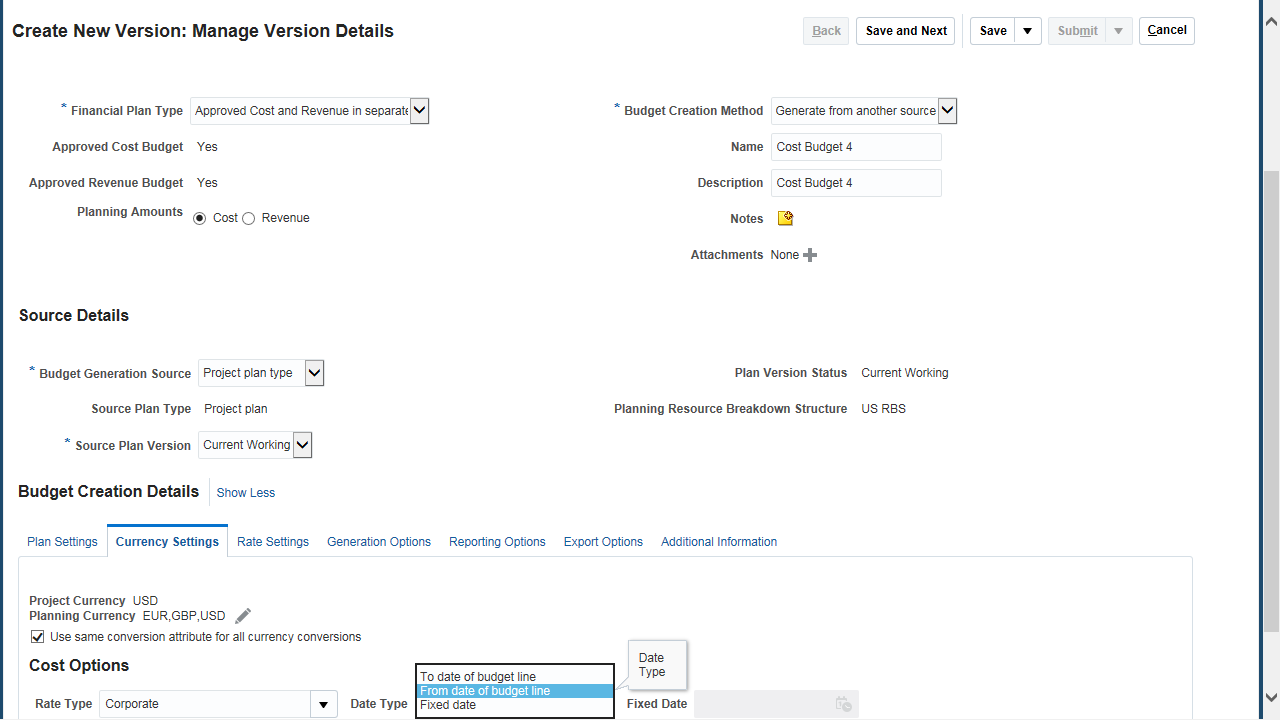 Create New Version: Manage Version Details
Back
Save and Next
Save
Submit
Cancel
* Financial Plan Type Approved Cost and Revenue in separate
* Budget Creation Method Generate from another source
Approved Cost Budget Yes
Name Cost Budget 4
Approved Revenue Budget Yes
Description Cost Budget 4
Planning Amounts Cost Revenue
Notes
Attachments None
Source Details
* Budget Generation Source Project plan type
Plan Version Status Current Working
Source Plan Type Project plan
Planning Resource Breakdown Structure US RBS
* Source Plan Version Current Working
Budget Creation Details Show Less
Plan Settings Currency Settings Rate Settings Generation Options Reporting Options Export Options Additional Information
Project Currency USD
Planning Currency EUR,GBP,USD
Use same conversion attribute for all currency conversions
Cost Options
Rate Type Corporate
Date Type
To date of budget line
From date of budget line
Fixed date
Date
Type
Fixed Date